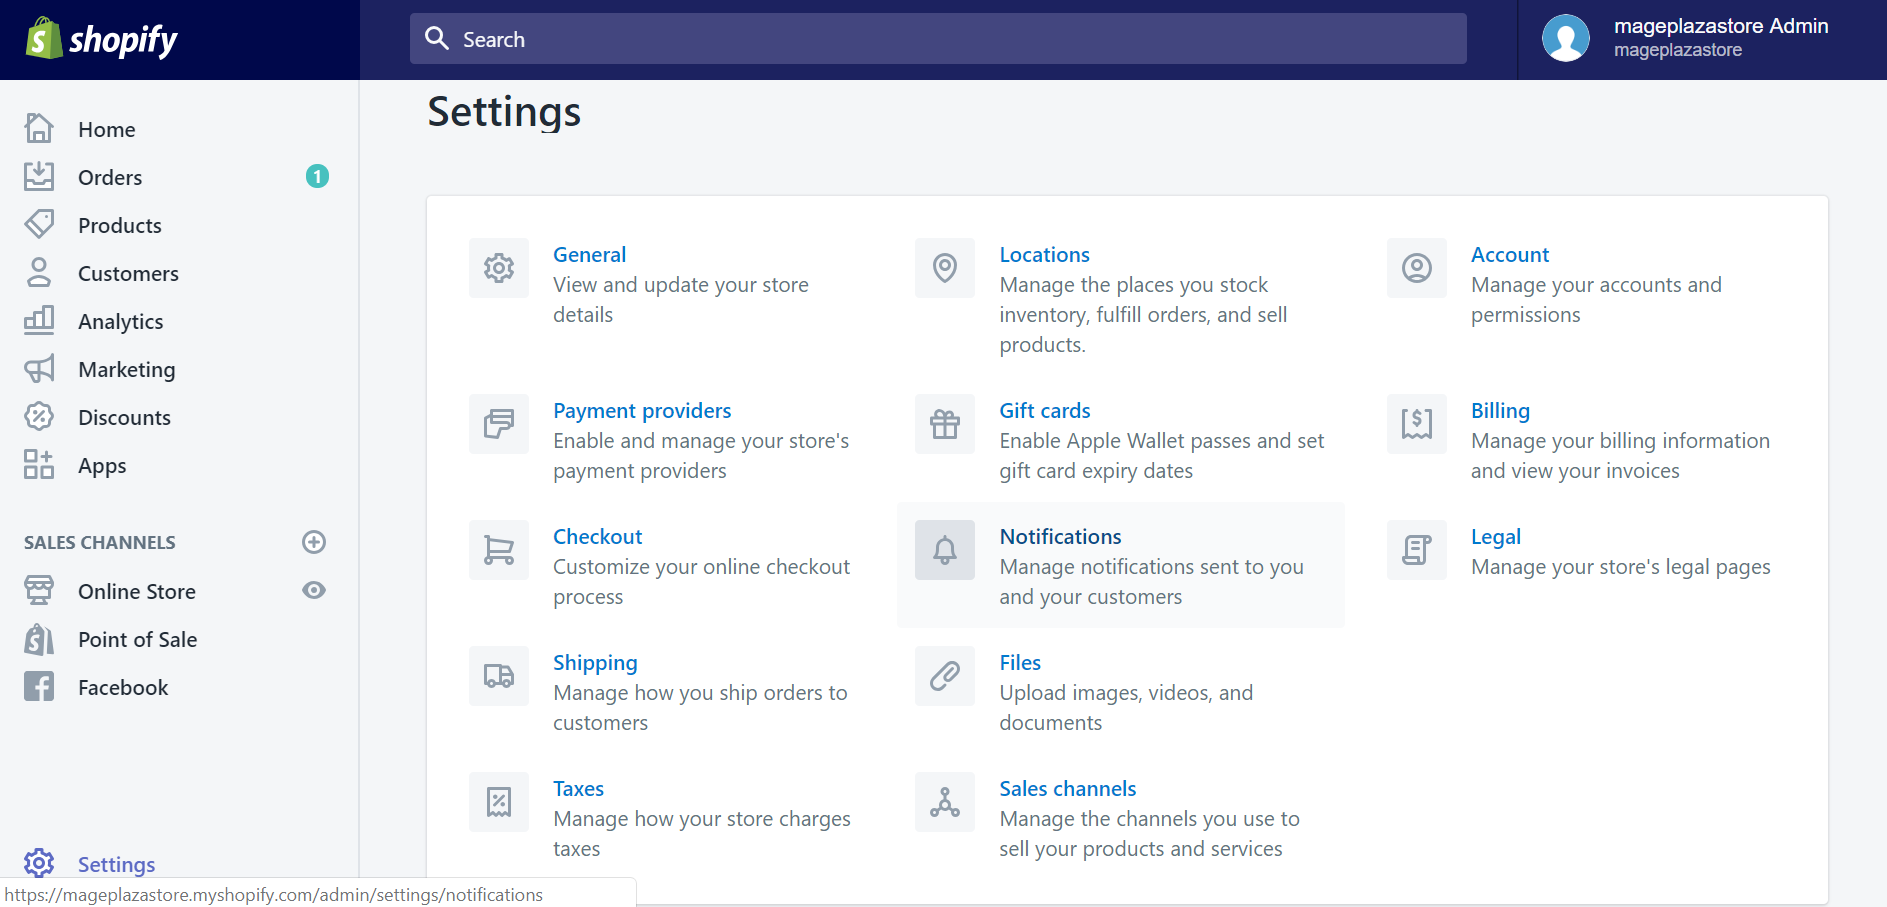 shopify
Search
mageplazastore Admin
mageplazastore
Home
Orders
1
Products
Customers
Analytics
Marketing
Discounts
Apps
SALES CHANNELS
Online Store
Point of Sale
Facebook
Settings
Settings
General
View and update your store
details
Locations
Manage the places you stock
inventory, fulfill orders, and sell
products.
Account
Manage your accounts and
permissions
Payment providers
Enable and manage your store's
payment providers
Gift cards
Enable Apple Wallet passes and set
gift card expiry dates
Billing
Manage your billing information
and view your invoices
Checkout
Customize your online checkout
process
Notifications
Manage notifications sent to you
and your customers
Legal
Manage your store's legal pages
Shipping
Manage how you ship orders to
customers
Files
Upload images, videos, and
documents
Taxes
Manage how your store charges
taxes
Sales channels
Manage the channels you use to
sell your products and services
https://mageplazastore.myshopify.com/admin/settings/notifications